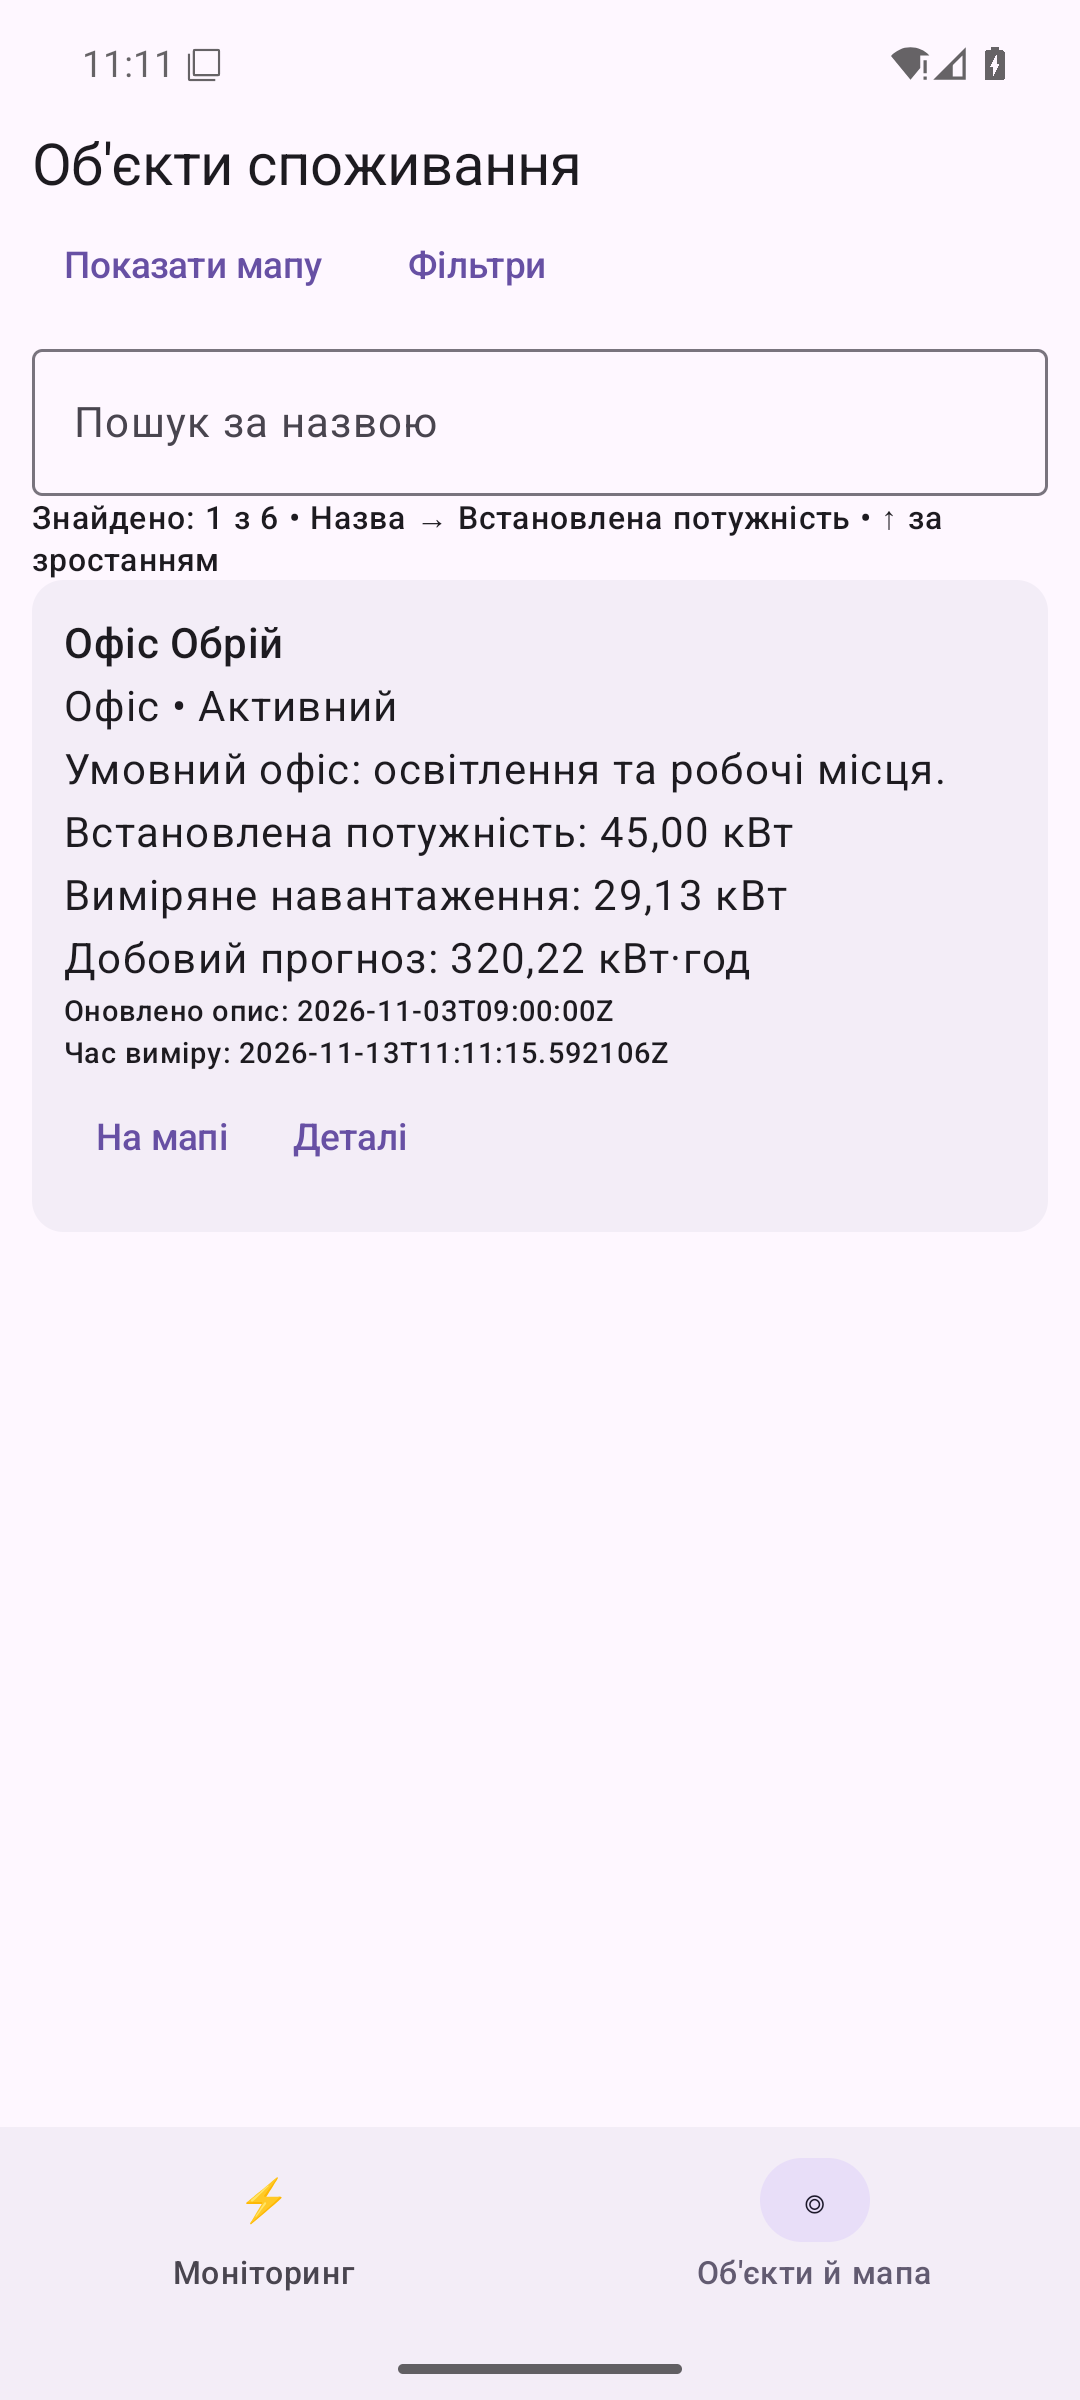 11:11
Об'єкти споживання
Показати мапу Фільтри
Пошук за назвою
Знайдено: 1 з 6 • Назва → Встановлена потужність • ↑ за
зростанням
Офіс Обрій
Офіс • Активний
Умовний офіс: освітлення та робочі місця.
Встановлена потужність: 45,00 кВт
Виміряне навантаження: 29,13 кВт
Добовий прогноз: 320,22 кВт·год
Оновлено опис: 2026-11-03T09:00:00Z
Час виміру: 2026-11-13T11:11:15.592106Z
На мапі Деталі
Моніторинг Об'єкти й мапа